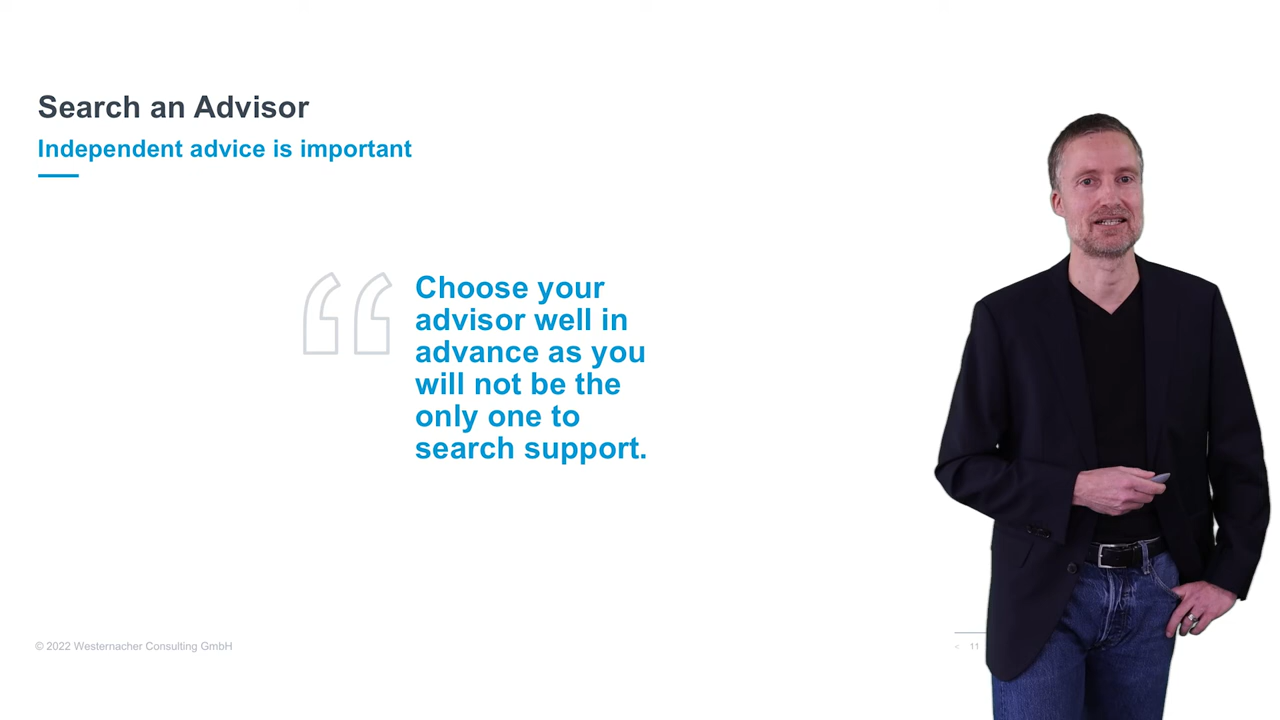 Search an Advisor
Independent advice is important
Choose your
advisor well in
advance as you
will not be the
only one to
search support.
© 2022 Westernacher Consulting GmbH
< 11